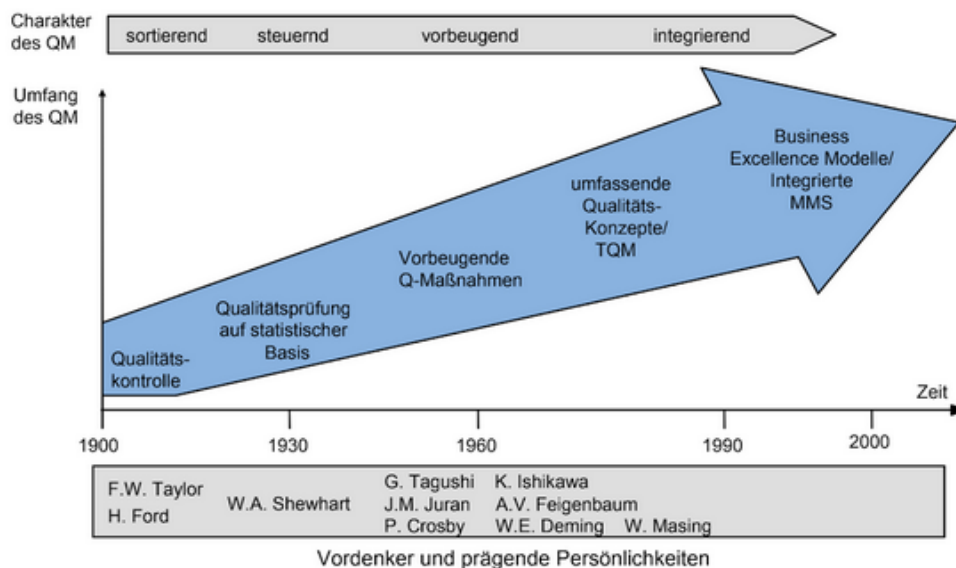 Charakter
des QM
sortierend steuernd vorbeugend integrierend
Umfang
des QM
Business
Excellence Modelle/
Integrierte
MMS
umfassende
Qualitäts-
Konzepte/
TQM
Vorbeugende
Q-Maßnahmen
Qualitätsprüfung
auf statistischer
Basis
Qualitäts-
kontrolle
Zeit
1900 1930 1960 1990 2000
F.W. Taylor
H. Ford
W.A. Shewhart
G. Tagushi K. Ishikawa
J.M. Juran A.V. Feigenbaum
P. Crosby W.E. Deming W. Masing
Vordenker und prägende Persönlichkeiten